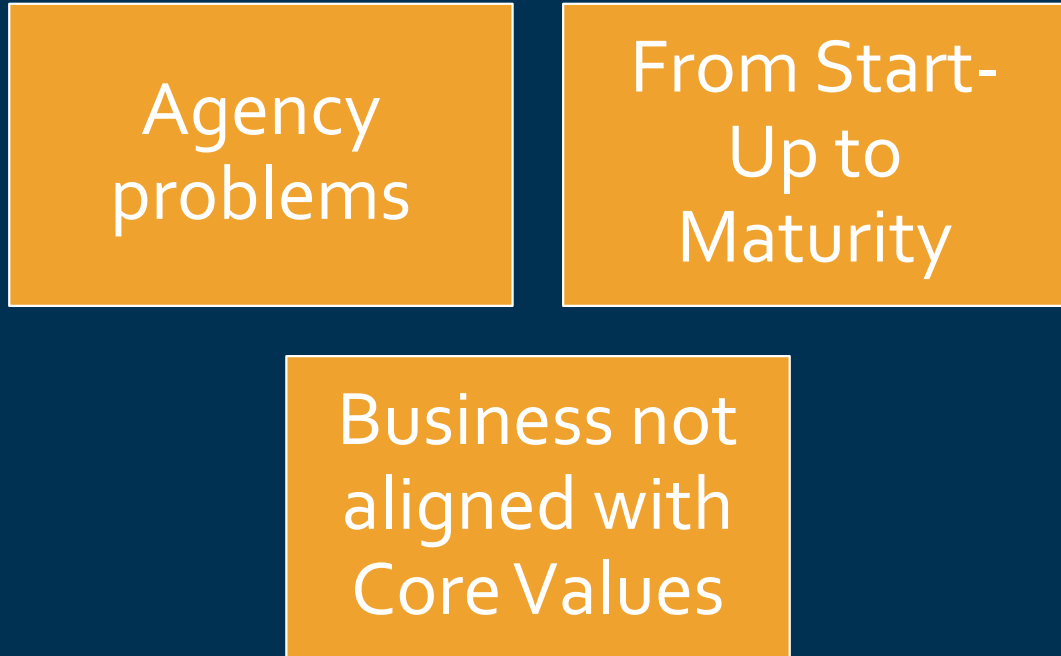 Agency
problems
From Start-
Up to
Maturity
Business not
aligned with
Core Values